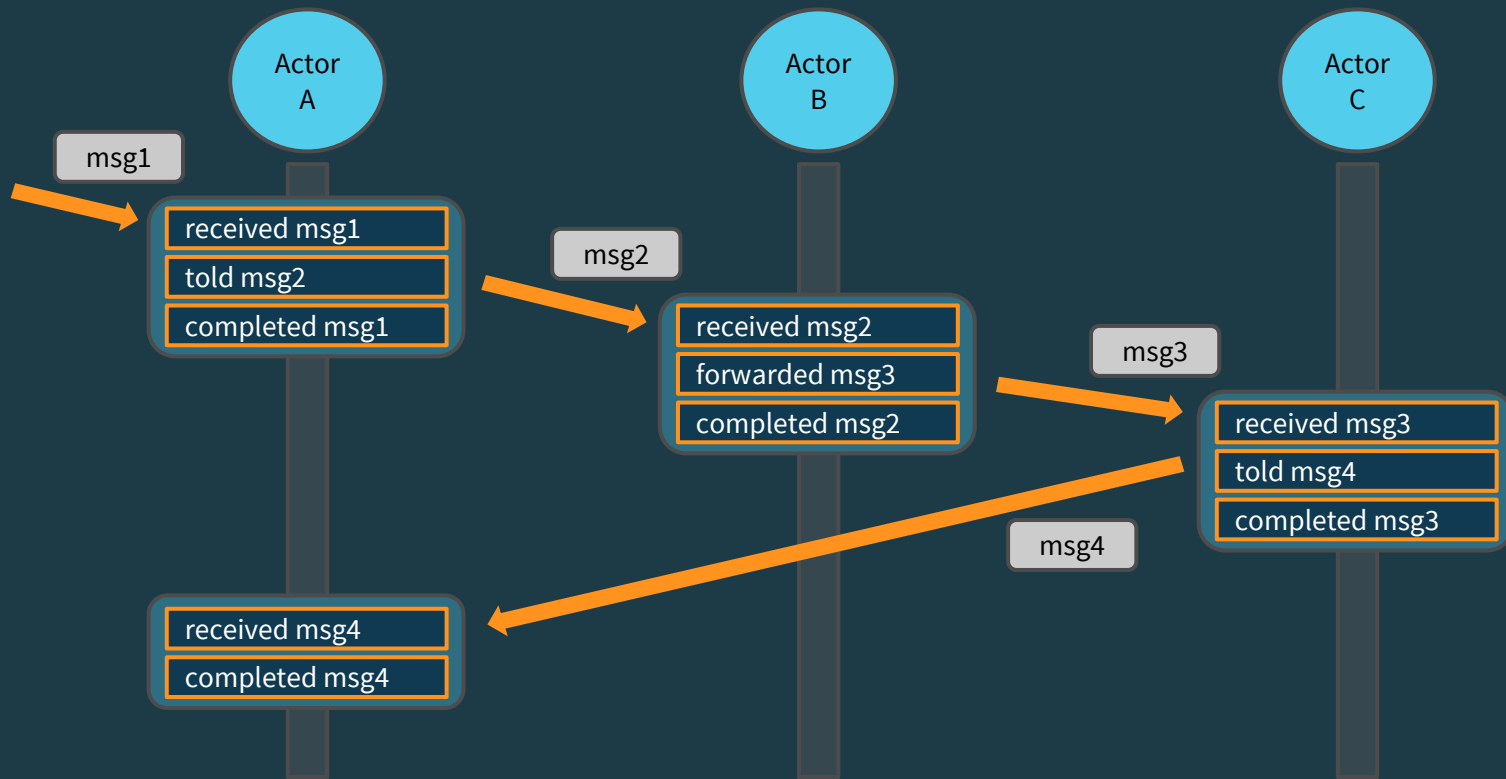 Actor
A
Actor
B
Actor
C
msg1
received msg1
told msg2
completed msg1
msg2
received msg2
forwarded msg3
completed msg2
msg3
received msg3
told msg4
completed msg3
msg4
received msg4
completed msg4